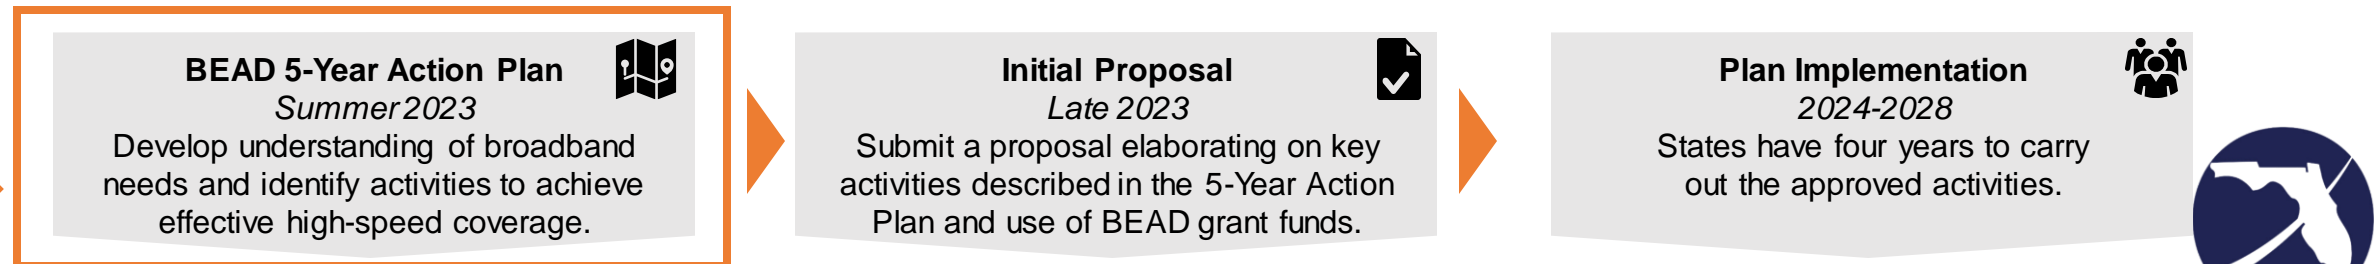 BEAD 5-Year Action Plan
Summer 2023
Develop understanding of broadband
needs and identify activities to achieve
effective high-speed coverage.
Initial Proposal
Late 2023
Submit a proposal elaborating on key
activities described in the 5-Year Action
Plan and use of BEAD grant funds.
Plan Implementation
2024-2028
States have four years to carry
out the approved activities.